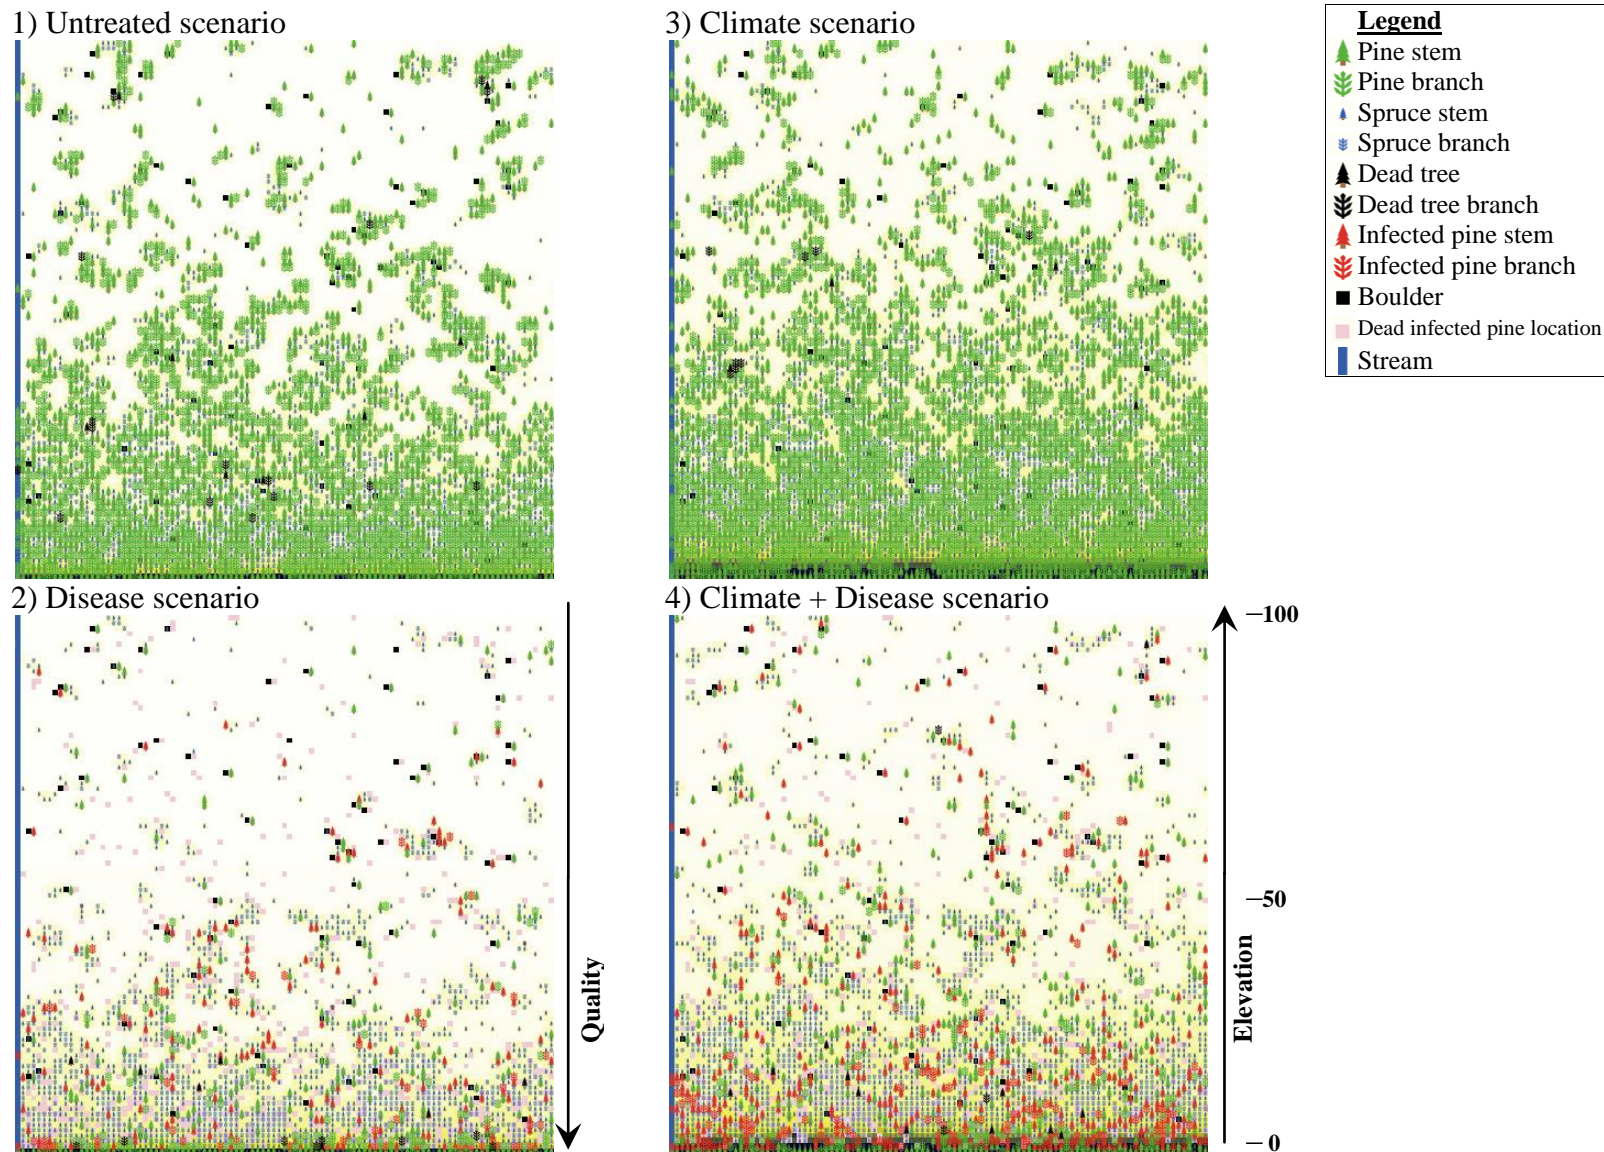 1) Untreated scenario
3) Climate scenario
Legend
Pine stem
Pine branch
Spruce stem
Spruce branch
Dead tree
Dead tree branch
Infected pine stem
Infected pine branch
Boulder
Dead infected pine location
Stream
2) Disease scenario
4) Climate + Disease scenario
Quality
–100
–50
Elevation
– 0